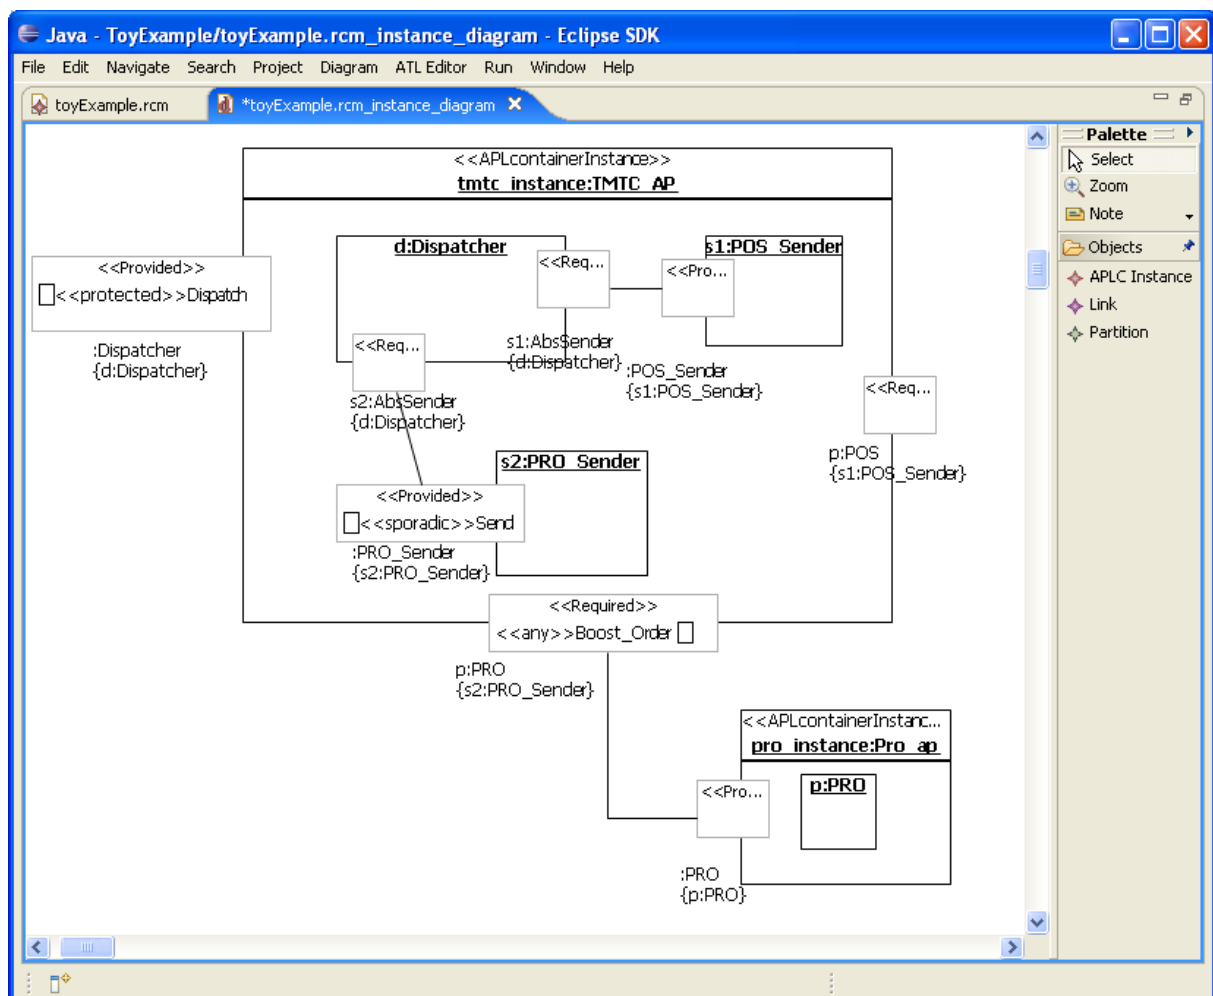 Java - ToyExample/toyExample.rcm_instance_diagram - Eclipse SDK
File Edit Navigate Search Project Diagram ATL Editor Run Window Help
toyExample.rcm
*toyExample.rcm_instance_diagram
Palette
Select
Zoom
Note
Objects
APLC Instance
Link
Partition
<<APLcontainerInstance>>
tmtc_instance:TMTC_AP
<<Provided>>
<<protected>>Dispatch
:Dispatcher
{d:Dispatcher}
d:Dispatcher
<<Req...
s1:AbsSender
{d:Dispatcher}
s1:POS_Sender
<<Pro...
:POS_Sender
{s1:POS_Sender}
<<Req...
s2:AbsSender
{d:Dispatcher}
<<Req...
p:POS
{s1:POS_Sender}
s2:PRO_Sender
<<Provided>>
<<sporadic>>Send
:PRO_Sender
{s2:PRO_Sender}
<<Required>>
<<any>>Boost_Order
p:PRO
{s2:PRO_Sender}
<<APLcontainerInstanc...
pro_instance:Pro_ap
<<Pro...
p:PRO
:PRO
{p:PRO}